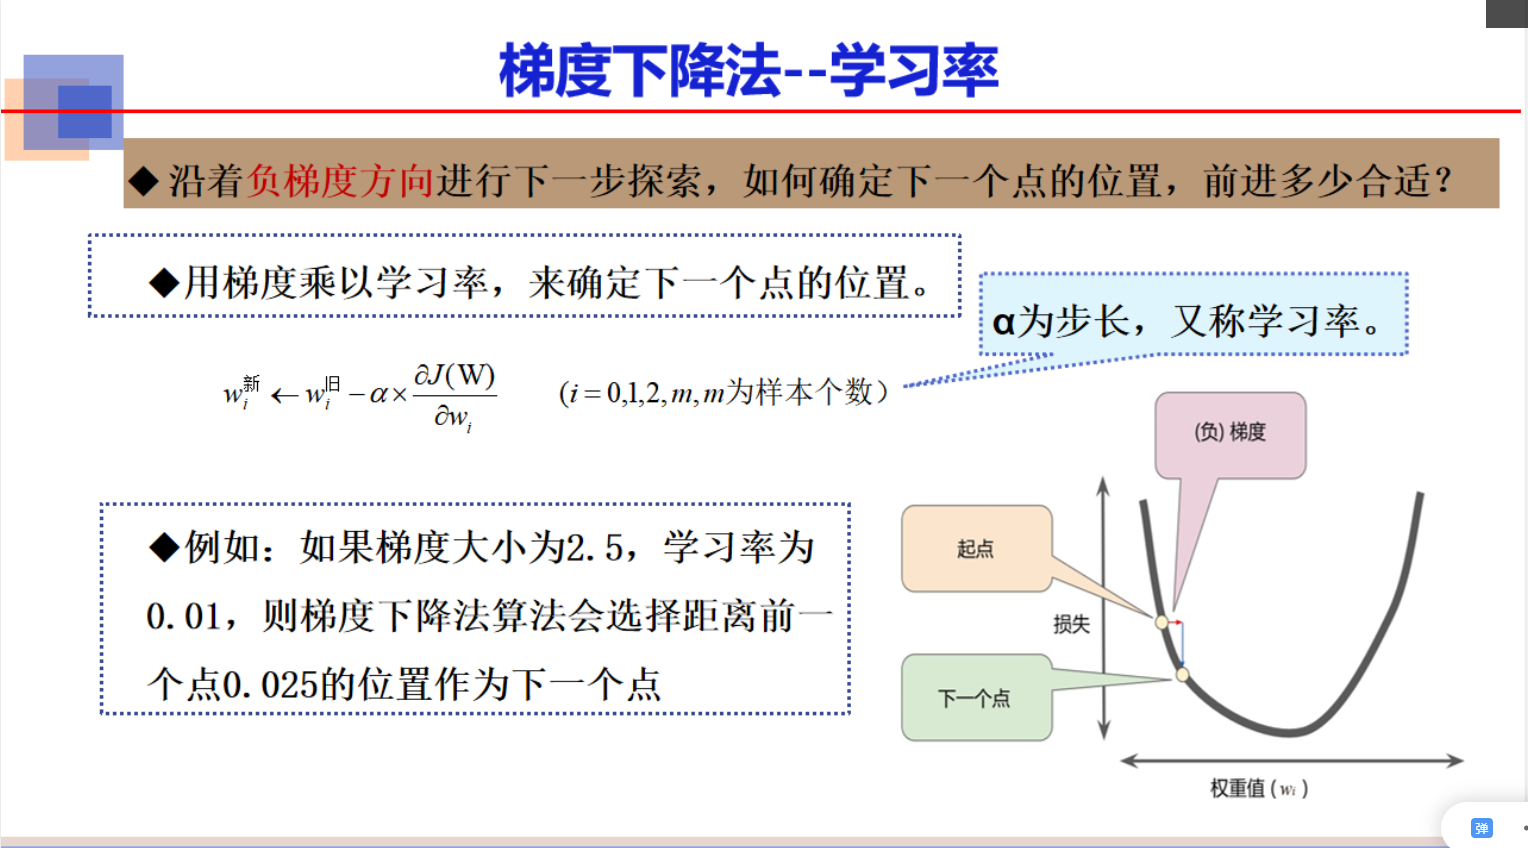 梯度下降法--学习率
◆沿着负梯度方向进行下一步探索，如何确定下一个点的位置，前进多少合适？
◆用梯度乘以学习率，来确定下一个点的位置。
α为步长，又称学习率。
w_i^新 ← w_i^旧 − α × ∂J(W)/∂w_i （i = 0,1,2, m, m为样本个数）
(负) 梯度
◆例如：如果梯度大小为2.5，学习率为
0.01，则梯度下降法算法会选择距离前一
个点0.025的位置作为下一个点
起点
损失
下一个点
权重值 ( wᵢ )
弹